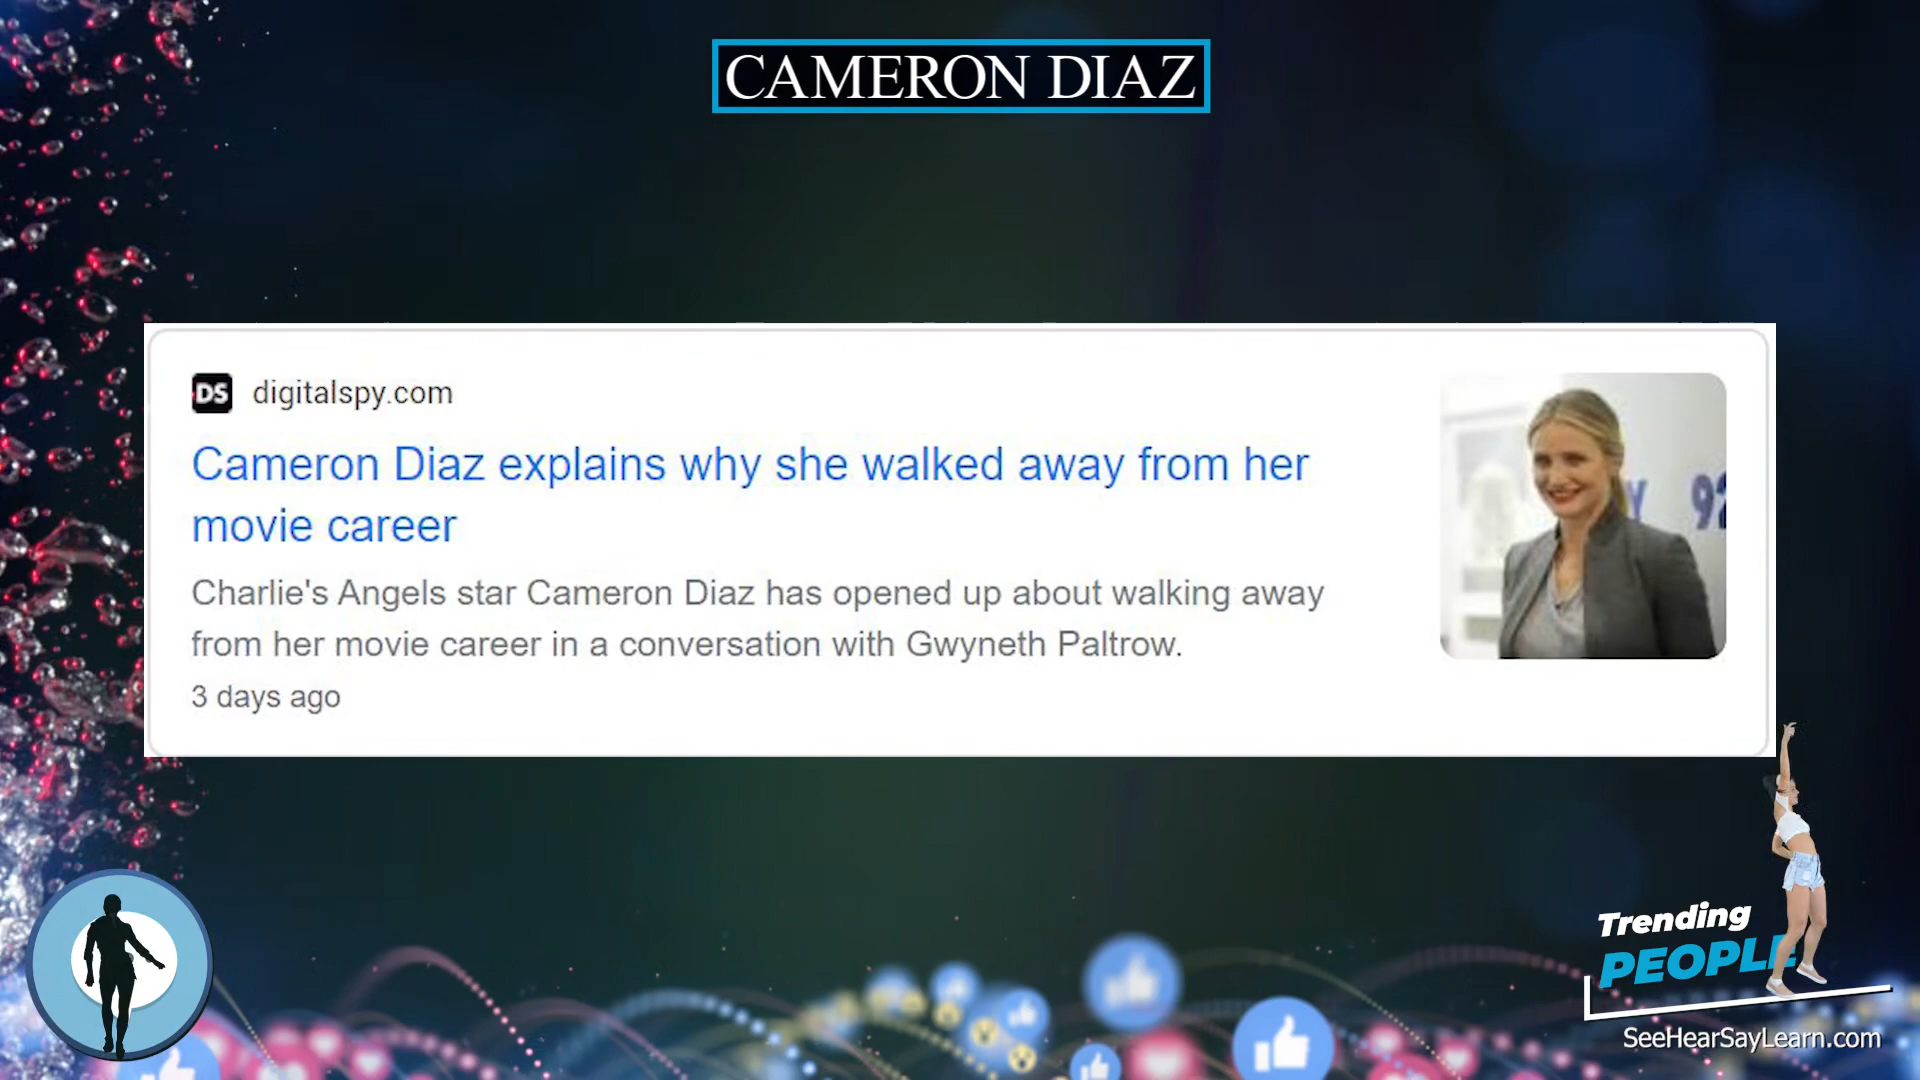 CAMERON DIAZ
DS digitalspy.com
Cameron Diaz explains why she walked away from her
movie career
Charlie's Angels star Cameron Diaz has opened up about walking away
from her movie career in a conversation with Gwyneth Paltrow.
3 days ago
Y 92
Trending
PEOPLE
SeeHearSayLearn.com